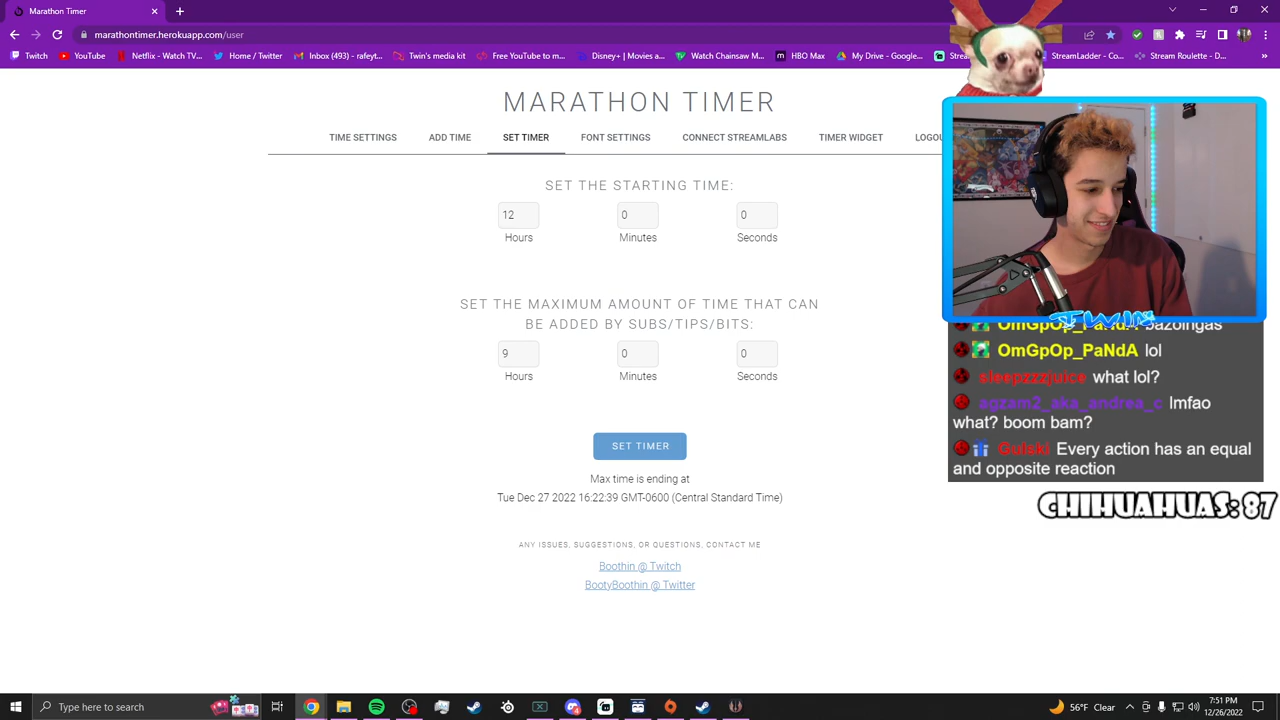 Timer
marathontimer.herokuapp.com/user
Twitch
YouTube
Netflix - Watch TV...
Home / Twitter
Inbox (493) - rafeyt...
Twin's media kit
Free YouTube to m...
Disney+ | Movies a...
Watch Chainsaw M...
HBO Max
My Drive - Google...
StreamLadder - Co...
Stream Routine - D...
MARATHON TIMER
TIME SETTINGS
ADD TIME
SET TIMER
FONT SETTINGS
CONNECT STREAMLABS
TIMER WIDGET
SET THE STARTING TIME:
12 0 0
Hours Minutes Seconds
SET THE MAXIMUM AMOUNT OF TIME THAT CAN
BE ADDED BY SUBS/TIPS/BITS:
9 0 0
Hours Minutes Seconds
SET TIMER
Max time is ending at
Tue Dec 27 2022 16:22:39 GMT-0600 (Central Standard Time)
ANY ISSUES, SUGGESTIONS, OR QUESTIONS, CONTACT ME
Boothin @ Twitch
BootyBoothin @ Twitter
TWIN
OmGpOp_PaNdA bazoingas
OmGpOp_PaNdA lol
sleepzzzjuice what lol?
agzam2_aka_andrea_c lmfao
what? boom bam?
Gulski Every action has an equal
and opposite reaction
CHIHUAHUAS: 87
Type here to search
56°F Clear
7:51 PM
12/26/2022